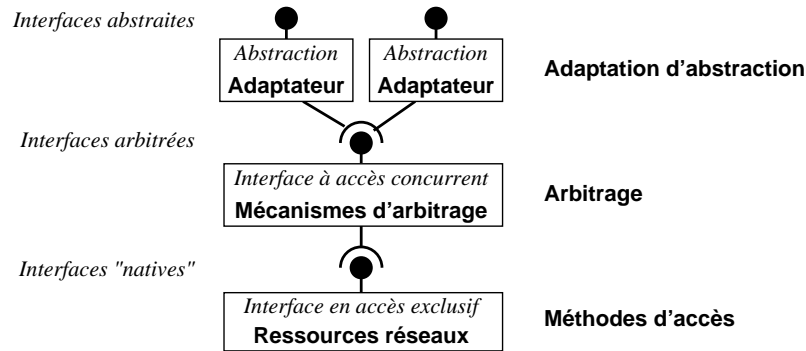 Interfaces abstraites
Abstraction
Adaptateur
Abstraction
Adaptateur
Adaptation d'abstraction
Interfaces arbitrées
Interface à accès concurrent
Mécanismes d'arbitrage
Arbitrage
Interfaces "natives"
Interface en accès exclusif
Ressources réseaux
Méthodes d'accès